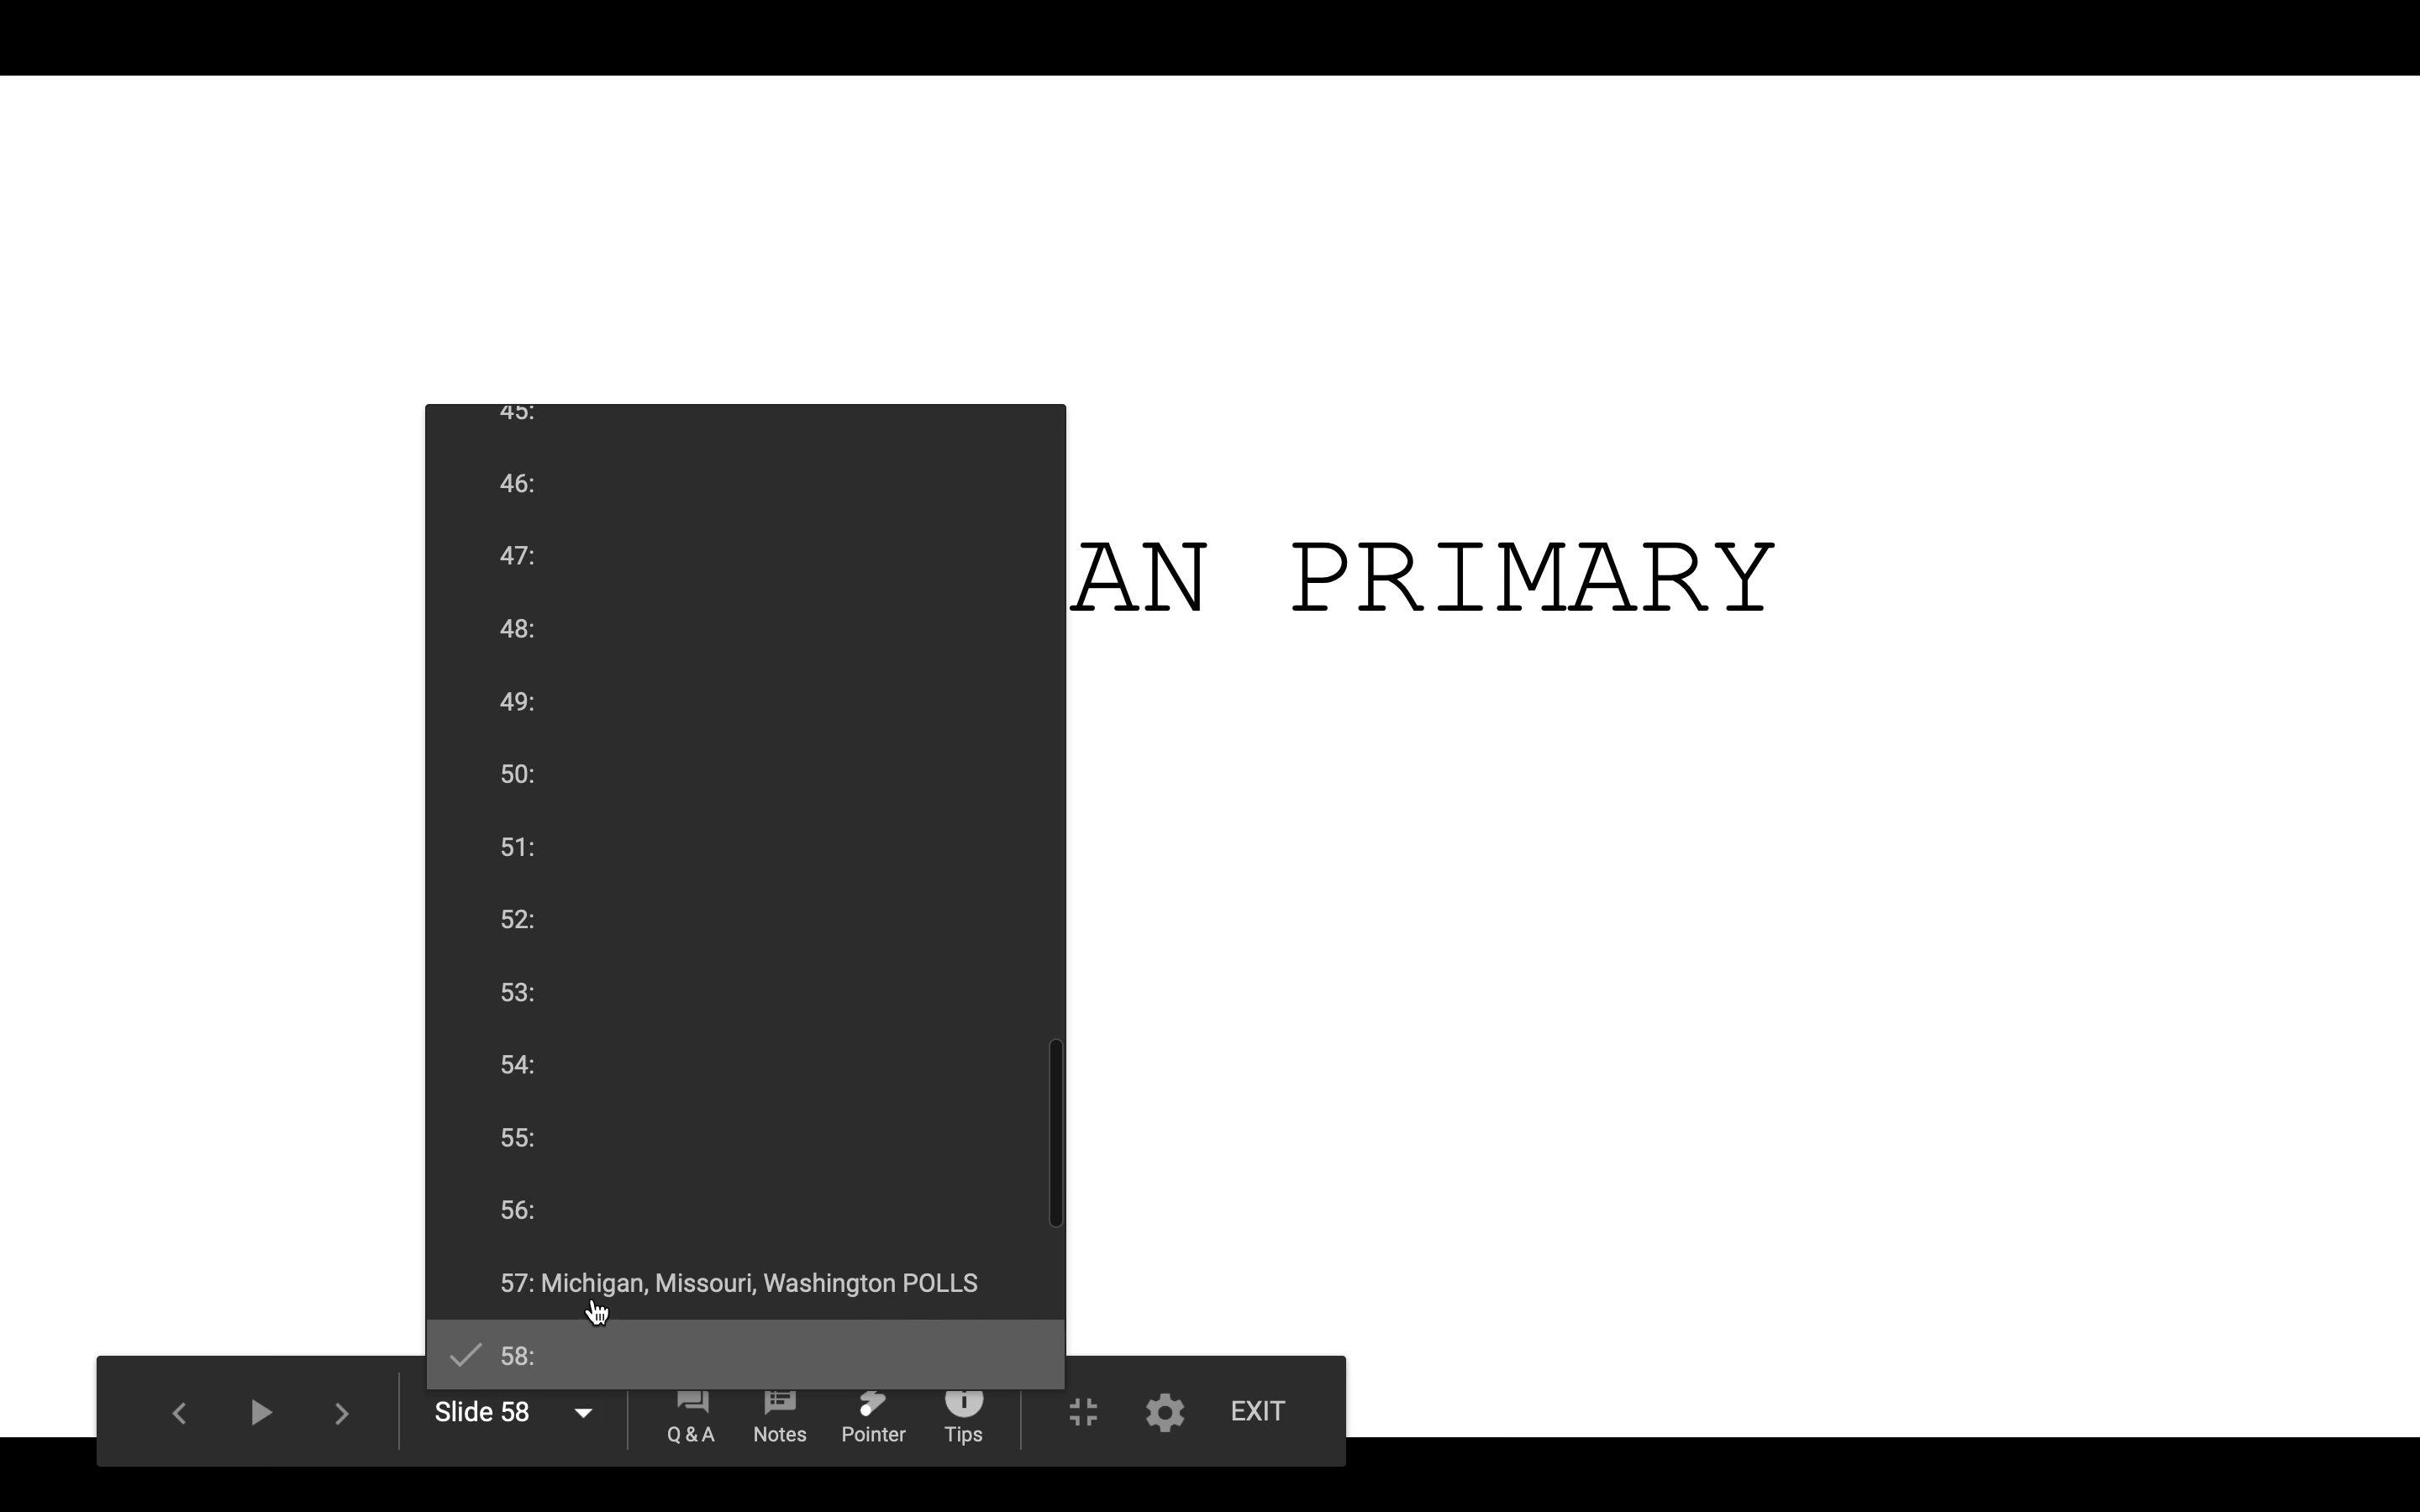 45:
46:
47:
AN PRIMARY
48:
49:
50:
51:
52:
53:
54:
55:
56:
57: Michigan, Missouri, Washington POLLS
58:
Slide 58
Q & A
Notes
Pointer
Tips
EXIT